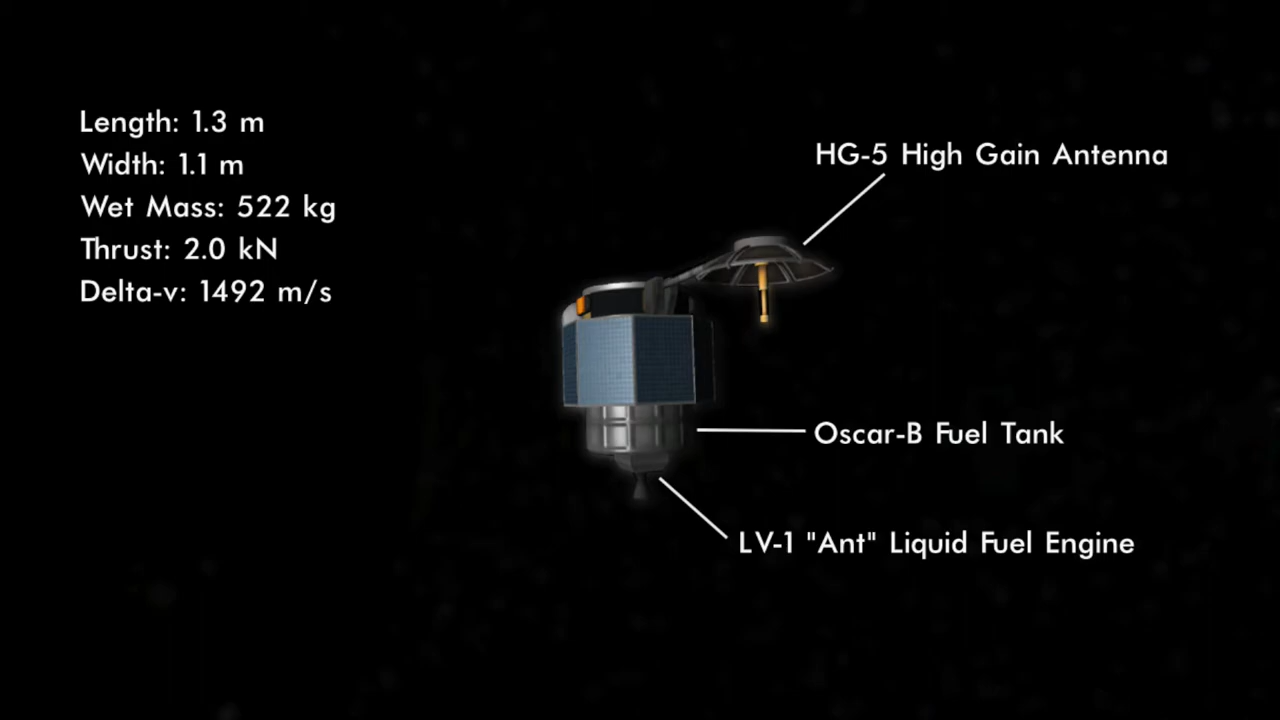 Length: 1.3 m
Width: 1.1 m
Wet Mass: 522 kg
Thrust: 2.0 kN
Delta-v: 1492 m/s
HG-5 High Gain Antenna
Oscar-B Fuel Tank
LV-1 "Ant" Liquid Fuel Engine